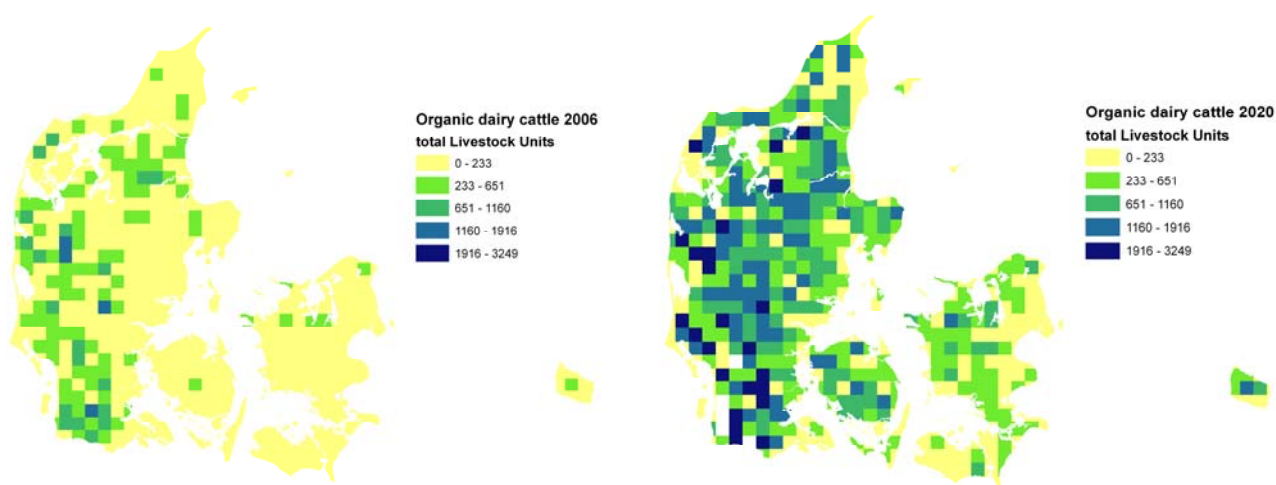 Organic dairy cattle 2006
total Livestock Units
0 - 233
233 - 651
651 - 1160
1160 - 1916
1916 - 3249
Organic dairy cattle 2020
total Livestock Units
0 - 233
233 - 651
651 - 1160
1160 - 1916
1916 - 3249